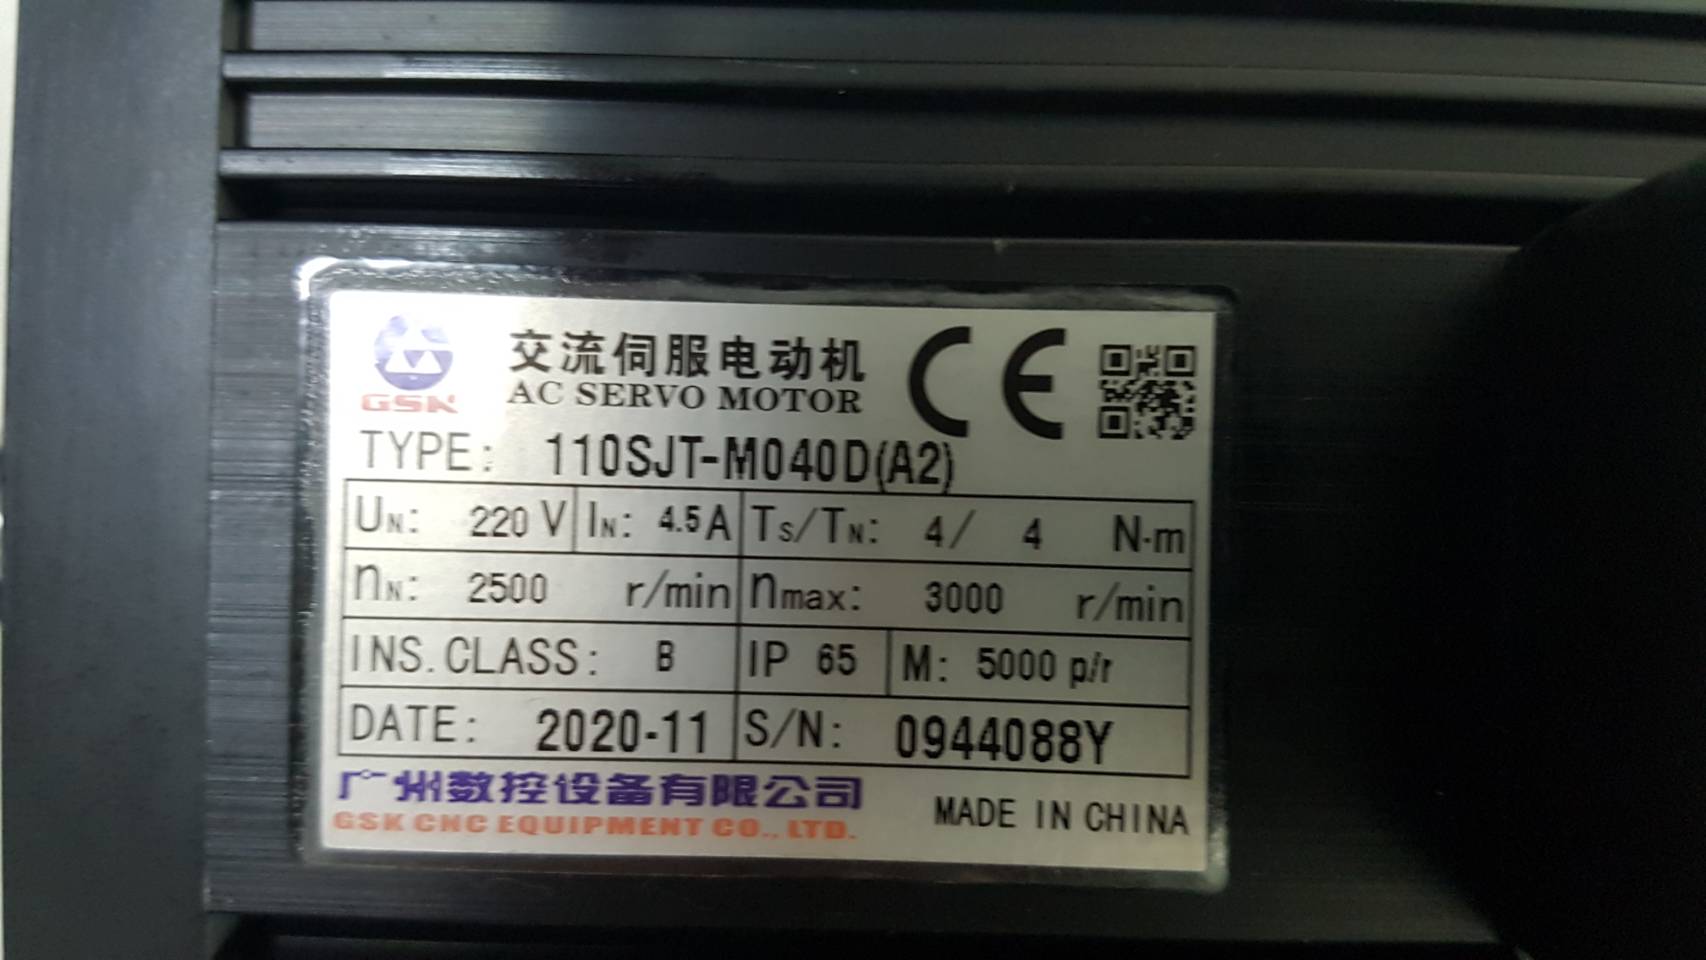 GSK
交流伺服电动机
AC SERVO MOTOR
CE
TYPE: 110SJT-M040D(A2)
UN: 220 V IN: 4.5A TS/TN: 4/ 4 N·m
nN: 2500 r/min nmax: 3000 r/min
INS. CLASS: B IP 65 M: 5000 p/r
DATE: 2020-11 S/N: 0944088Y
广州数控设备有限公司
GSK CNC EQUIPMENT CO., LTD.
MADE IN CHINA